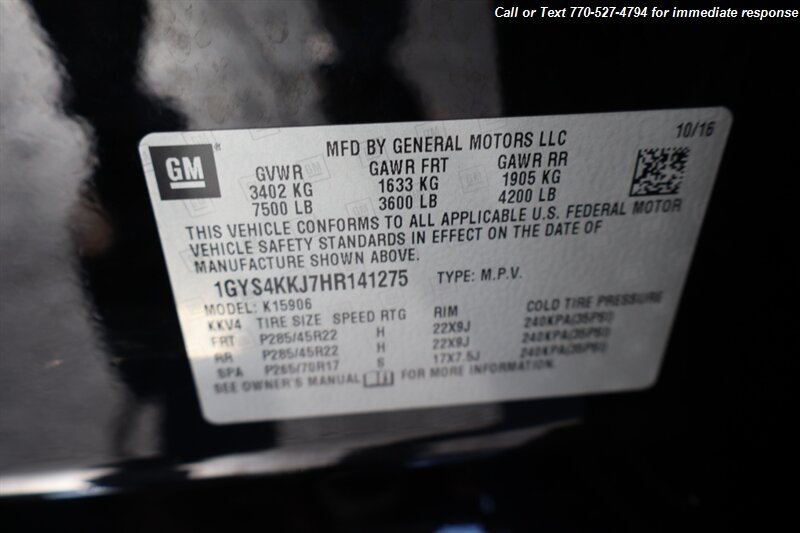 Call or Text 770-527-4794 for immediate response
MFD BY GENERAL MOTORS LLC 10/16
GM ® GVWR GAWR FRT GAWR RR
3402 KG 1633 KG 1905 KG
7500 LB 3600 LB 4200 LB
THIS VEHICLE CONFORMS TO ALL APPLICABLE U.S. FEDERAL MOTOR
VEHICLE SAFETY STANDARDS IN EFFECT ON THE DATE OF
MANUFACTURE SHOWN ABOVE.
1GYS4KKJ7HR141275 TYPE: M.P.V.
MODEL: K15906
KKV4 TIRE SIZE SPEED RTG RIM COLD TIRE PRESSURE
FRT P285/45R22 H 22X9J 240KPA(35PSI)
RR P285/45R22 H 22X9J 240KPA(35PSI)
SPA P265/70R17 S 17X7.5J 240KPA(35PSI)
SEE OWNER'S MANUAL FOR MORE INFORMATION.